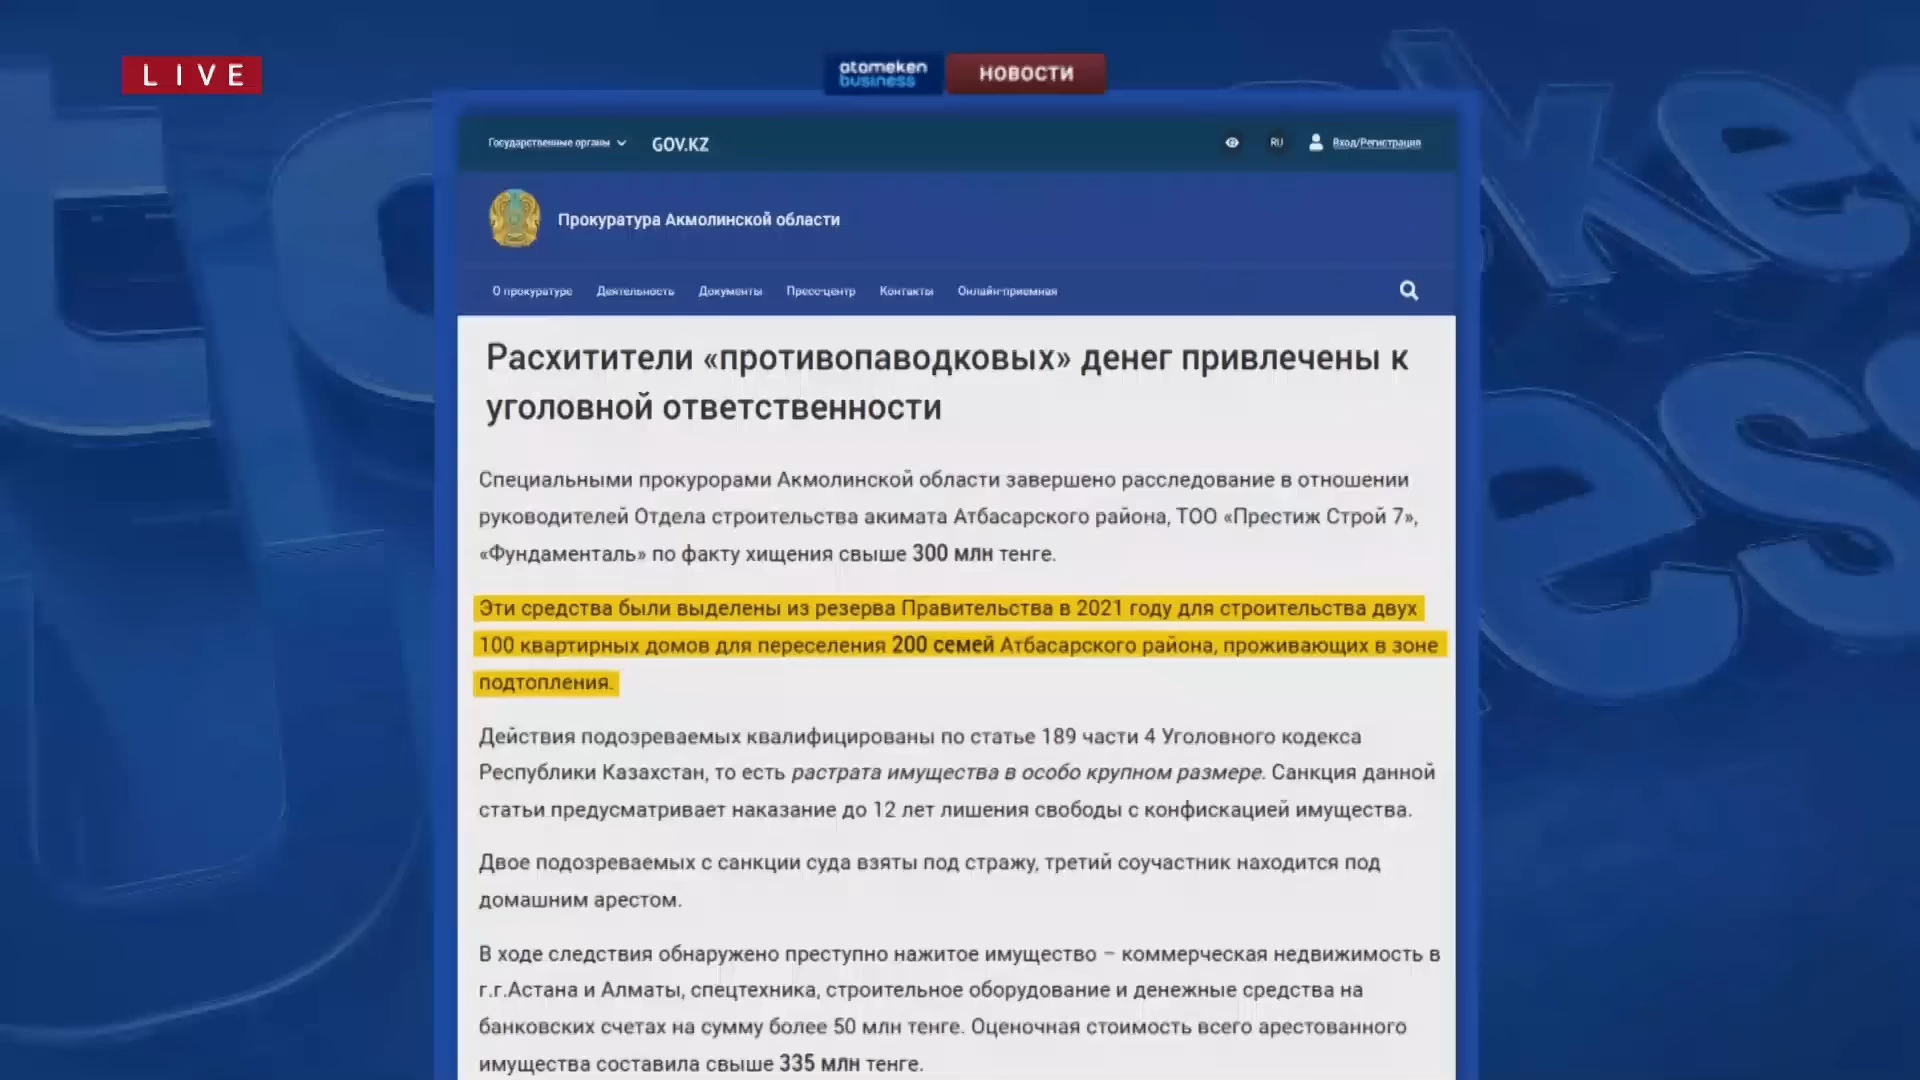 LIVE
atameken
business
НОВОСТИ
Государственные органы
GOV.KZ
RU
Вход/Регистрация
Прокуратура Акмолинской области
О прокуратуре
Деятельность
Документы
Пресс-центр
Контакты
Онлайн-приемная
Расхитители «противопаводковых» денег привлечены к
уголовной ответственности
Специальными прокурорами Акмолинской области завершено расследование в отношении
руководителей Отдела строительства акимата Атбасарского района, ТОО «Престиж Строй 7»,
«Фундаменталь» по факту хищения свыше 300 млн тенге.
Эти средства были выделены из резерва Правительства в 2021 году для строительства двух
100 квартирных домов для переселения 200 семей Атбасарского района, проживающих в зоне
подтопления.
Действия подозреваемых квалифицированы по статье 189 части 4 Уголовного кодекса
Республики Казахстан, то есть растрата имущества в особо крупном размере. Санкция данной
статьи предусматривает наказание до 12 лет лишения свободы с конфискацией имущества.
Двое подозреваемых с санкции суда взяты под стражу, третий соучастник находится под
домашним арестом.
В ходе следствия обнаружено преступно нажитое имущество – коммерческая недвижимость в
г.г.Астана и Алматы, спецтехника, строительное оборудование и денежные средства на
банковских счетах на сумму более 50 млн тенге. Оценочная стоимость всего арестованного
имущества составила свыше 335 млн тенге.